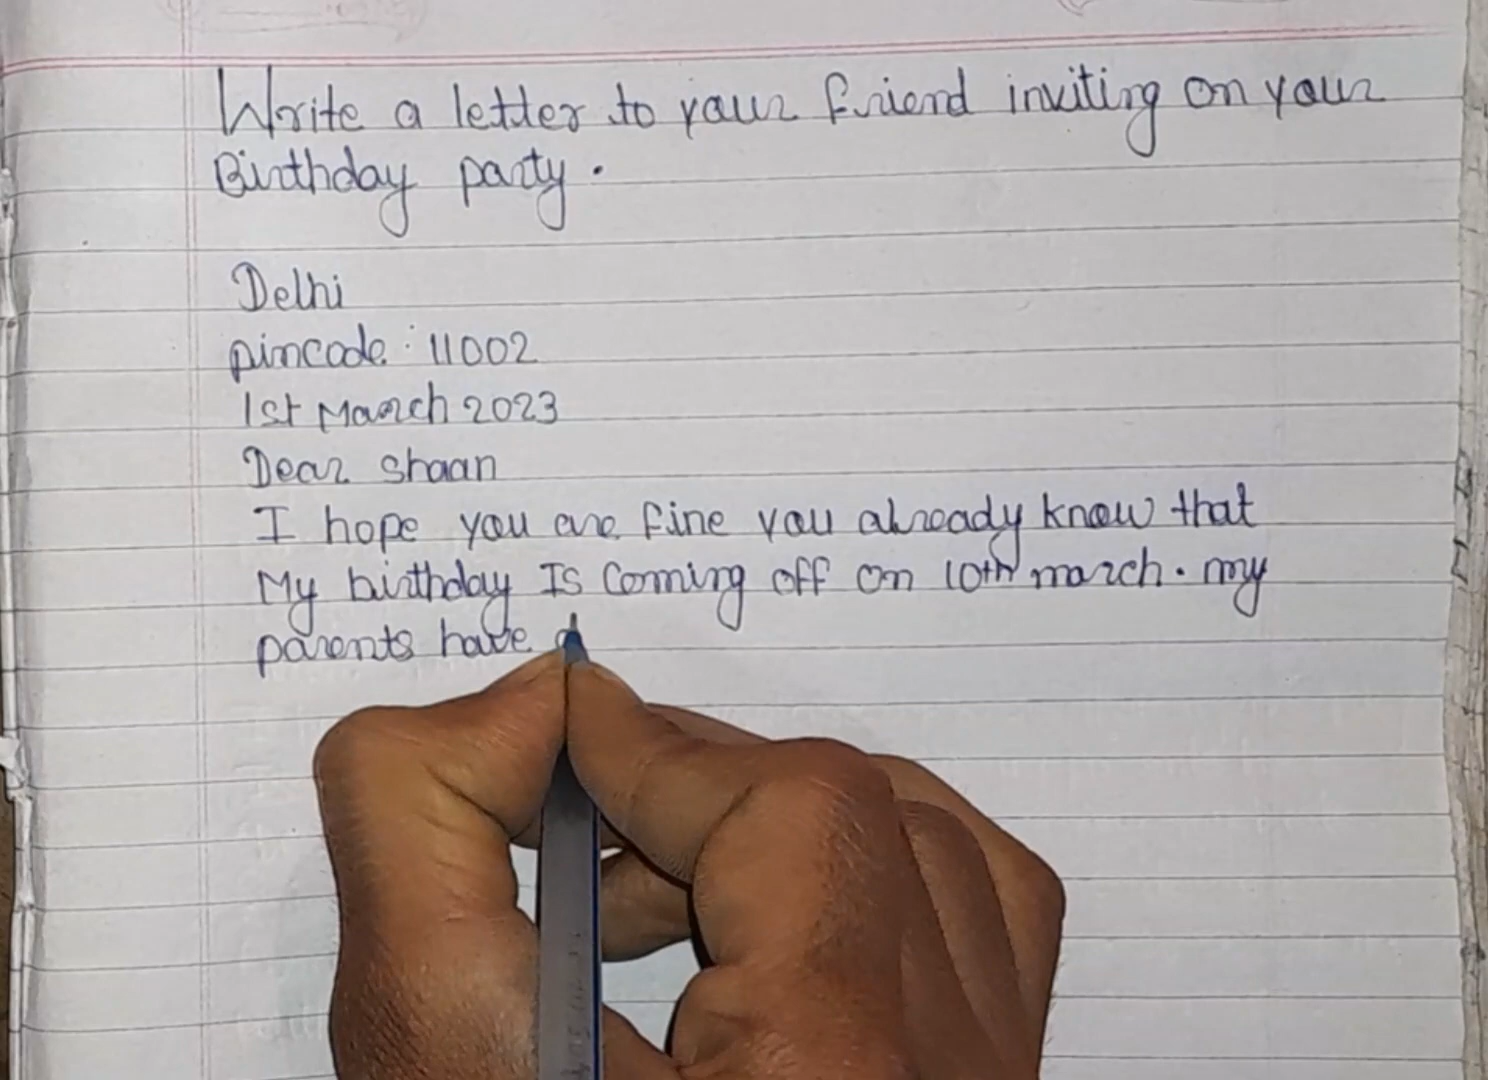 Write a letter to your friend inviting on your
Birthday party.
Delhi
pincode : 11002
1st March 2023
Dear shaan
I hope you are fine you already know that
My birthday Is Coming off on 10th march. my
parents have